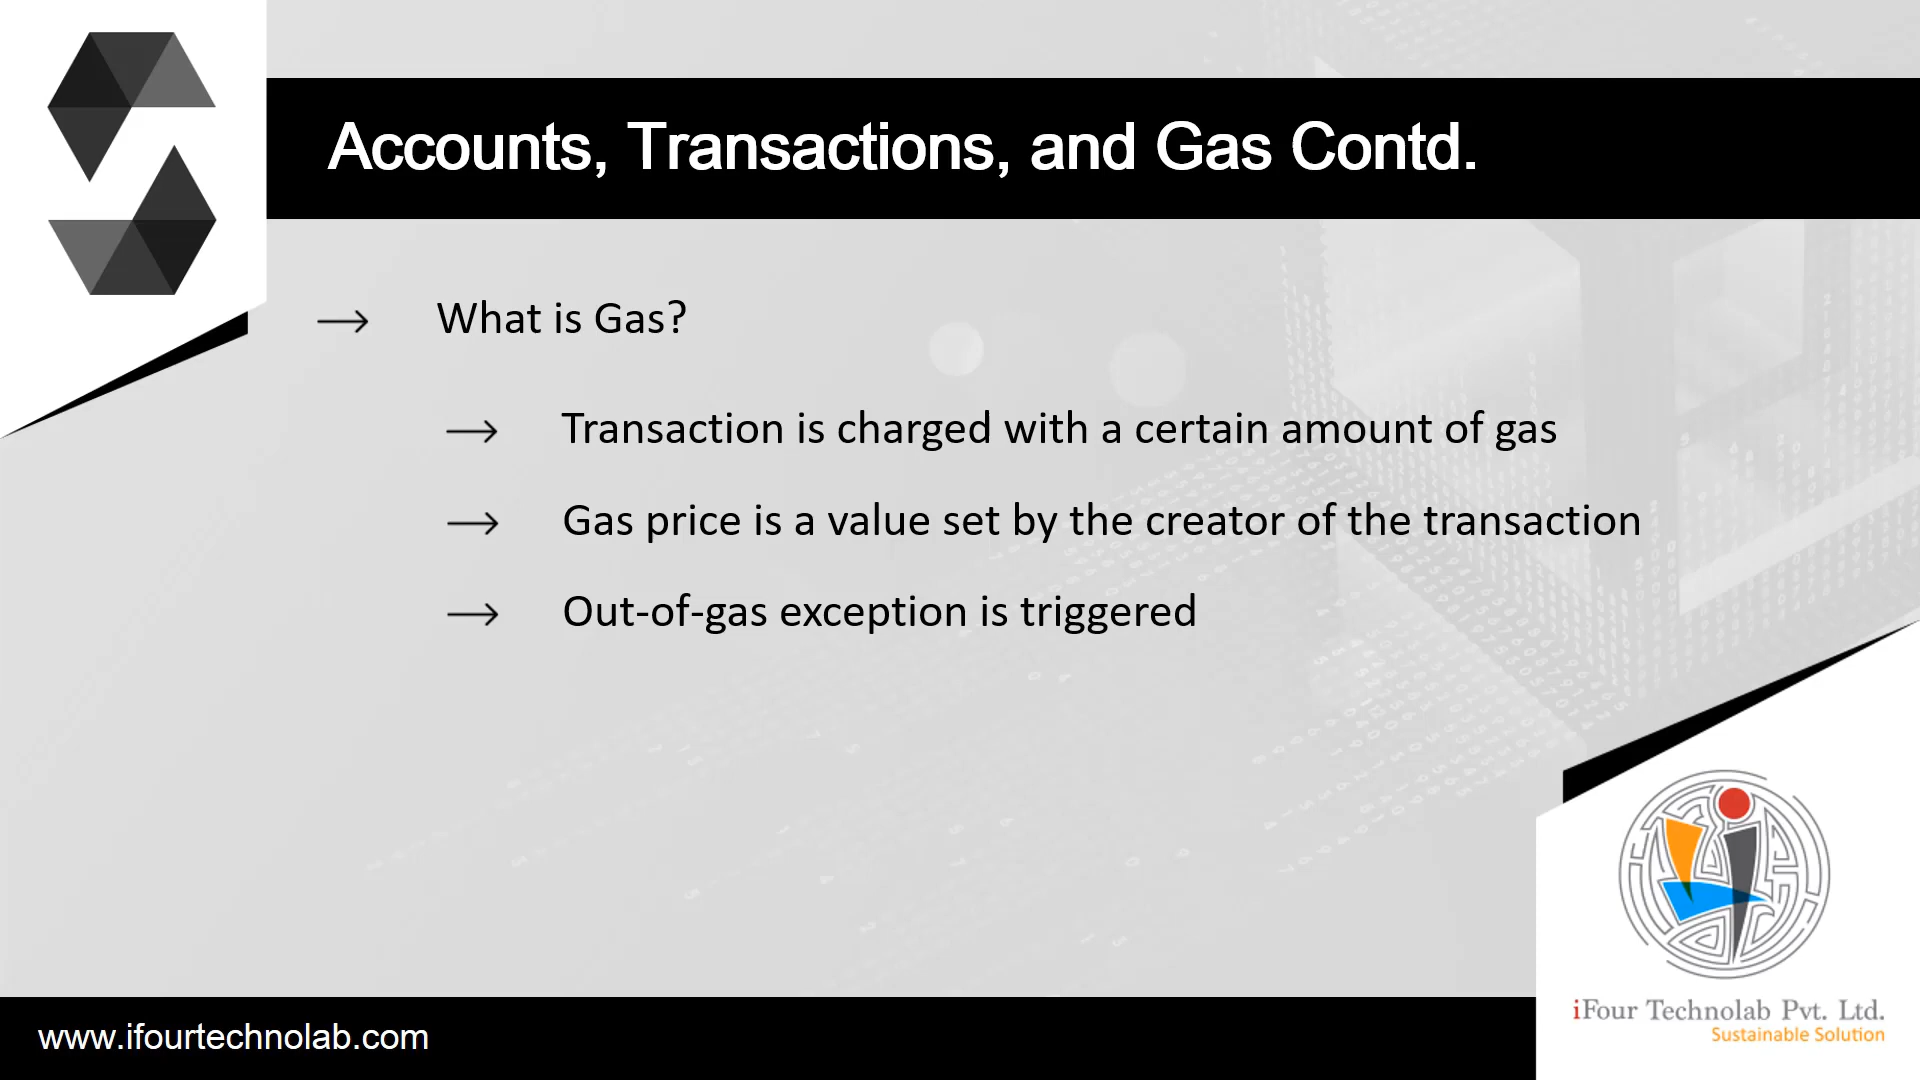 Accounts, Transactions, and Gas Contd.
What is Gas?
Transaction is charged with a certain amount of gas
Gas price is a value set by the creator of the transaction
Out-of-gas exception is triggered
www.ifourtechnolab.com
iFour Technolab Pvt. Ltd.
Sustainable Solution